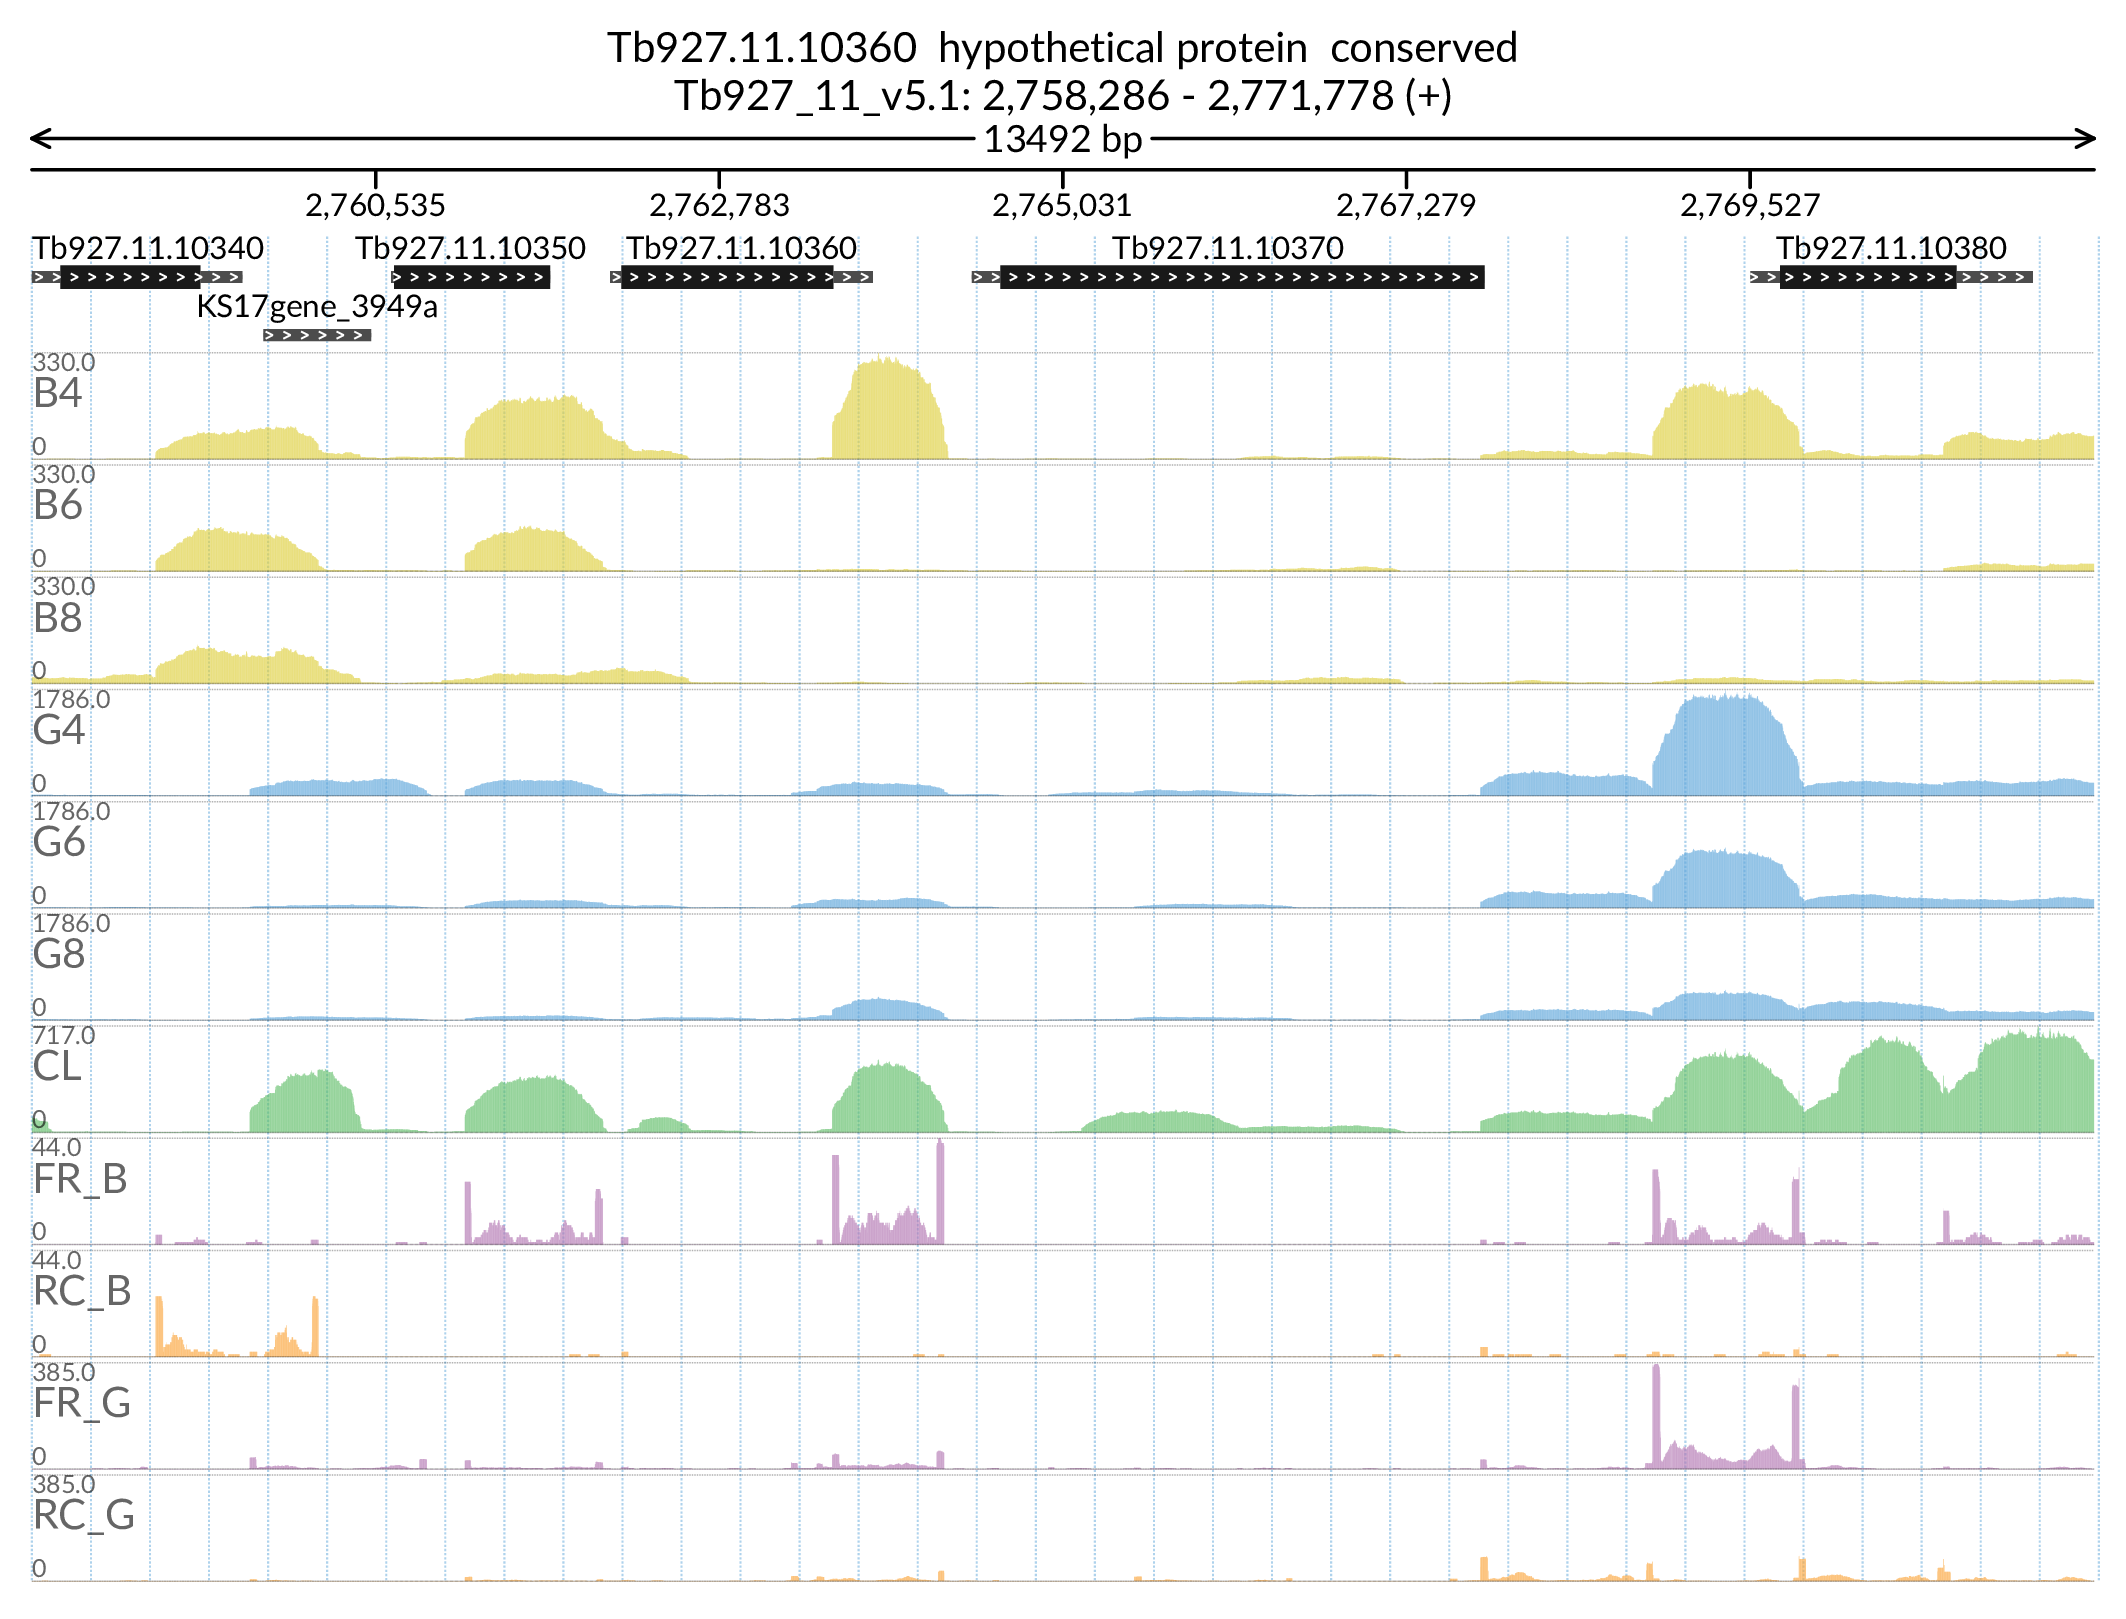 Tb927.11.10360  hypothetical protein  conserved
Tb927_11_v5.1: 2,758,286 - 2,771,778 (+)
13492 bp
2,760,535 2,762,783 2,765,031 2,767,279 2,769,527
Tb927.11.10340 Tb927.11.10350 Tb927.11.10360 Tb927.11.10370 Tb927.11.10380
KS17gene_3949a
330.0
B4
0
330.0
B6
0
330.0
B8
0
1786.0
G4
0
1786.0
G6
0
1786.0
G8
0
717.0
CL
0
44.0
FR_B
0
44.0
RC_B
0
385.0
FR_G
0
385.0
RC_G
0